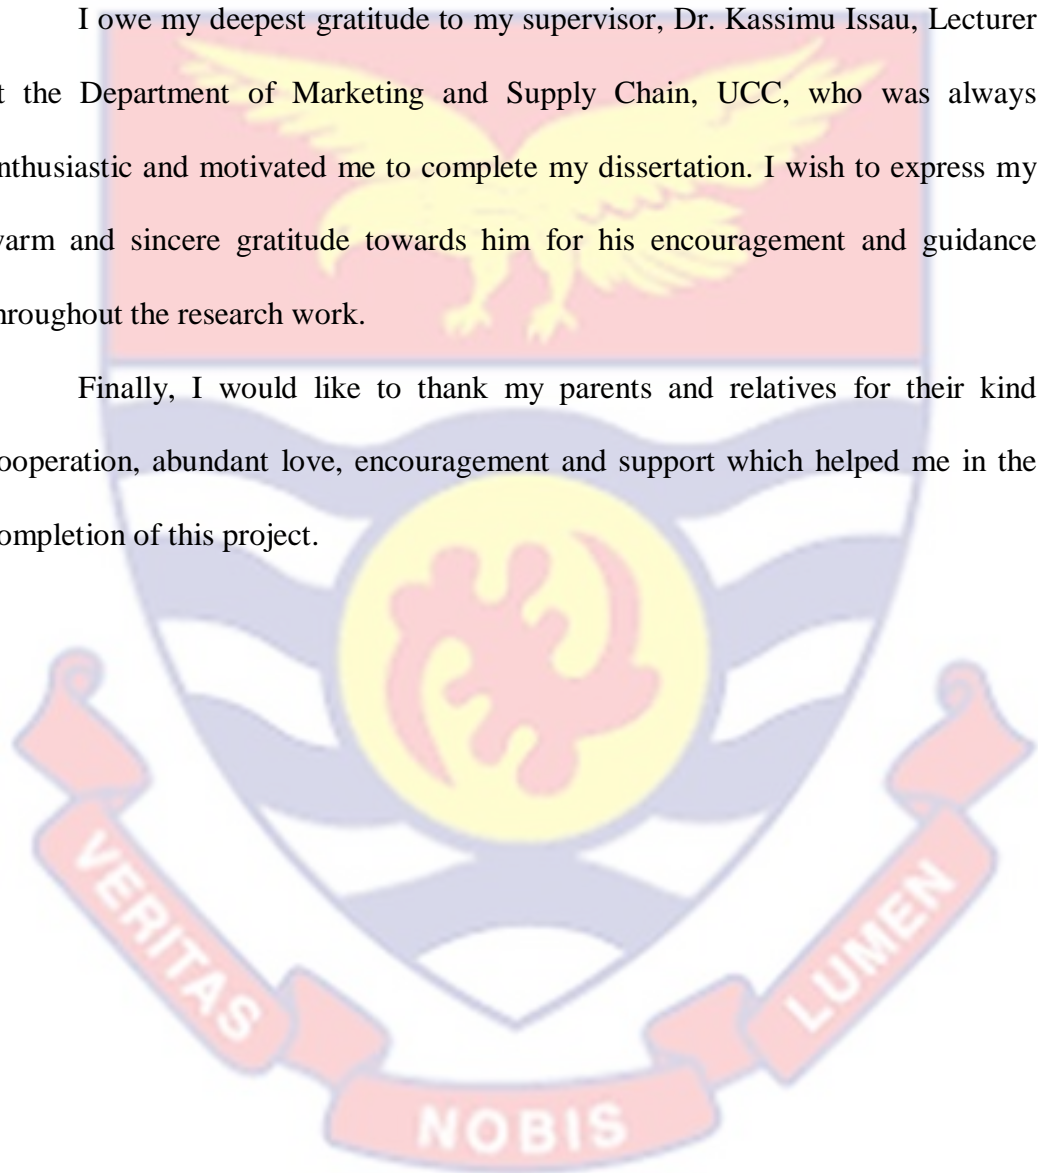 I owe my deepest gratitude to my supervisor, Dr. Kassimu Issau, Lecturer
t the Department of Marketing and Supply Chain, UCC, who was always
nthusiastic and motivated me to complete my dissertation. I wish to express my
warm and sincere gratitude towards him for his encouragement and guidance
hroughout the research work.
Finally, I would like to thank my parents and relatives for their kind
ooperation, abundant love, encouragement and support which helped me in the
ompletion of this project.
VERITAS
NOBIS
LUMEN